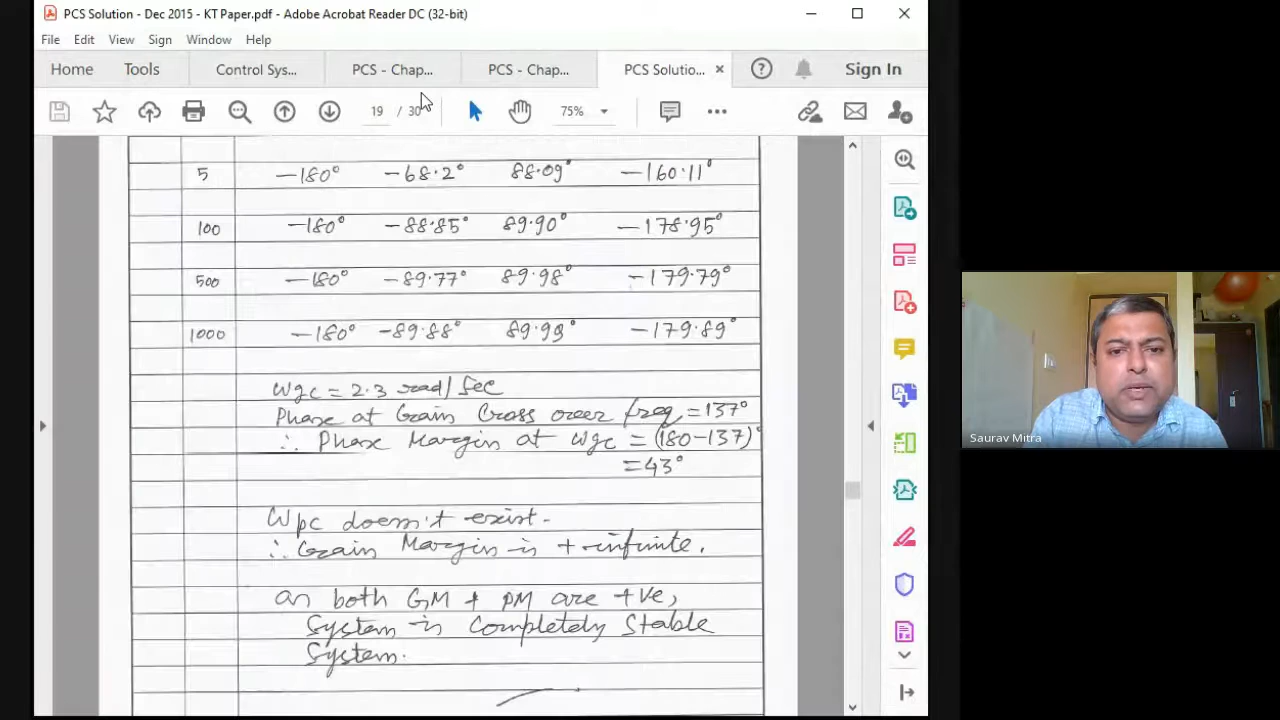 PCS Solution - Dec 2015 - KT Paper.pdf - Adobe Acrobat Reader DC (32-bit)
File Edit View Sign Window Help
Home Tools Control Sys... PCS - Chap... PCS - Chap... PCS Solutio... × Sign In
19 / 30 75%
5 -180° -68.2° 88.09° -160.11°
100 -180° -88.85° 89.90° -178.95°
500 -180° -89.77° 89.98° -179.79°
1000 -180° -89.88° 89.99° -179.89°
Wgc = 2.3 rad/sec
Phase at Gain Cross over freq = 137°
∴ Phase Margin at Wgc = (180-137)°
= 43°
Wpc doesn't exist.
∴ Gain Margin is + infinite.
as both GM + PM are +ve,
System is Completely Stable
System.
Saurav Mitra